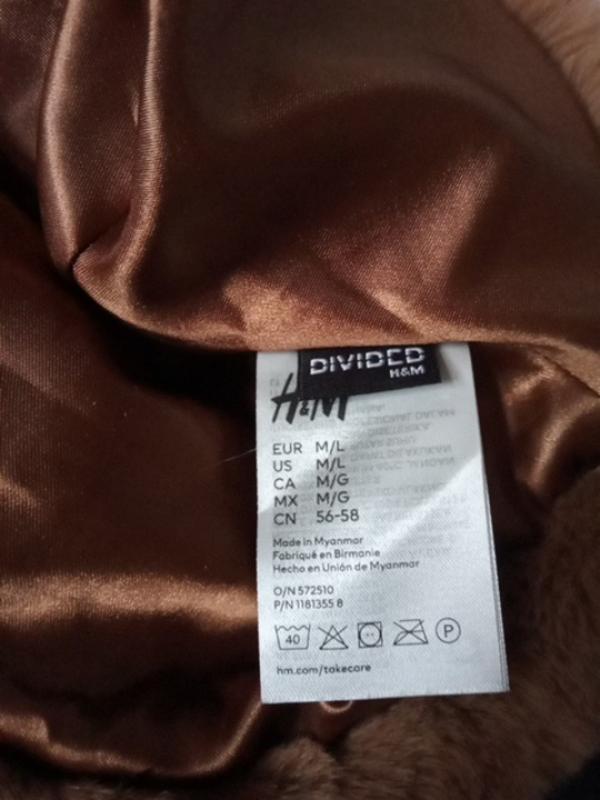 DIVIDED
H&M
H&M
EUR M/L
US M/L
CA M/G
MX M/G
CN 56-58
Made in Myanmar
Fabriqué en Birmanie
Hecho en Unión de Myanmar
O/N 572510
P/N 1181355 8
40
P
hm.com/takecare